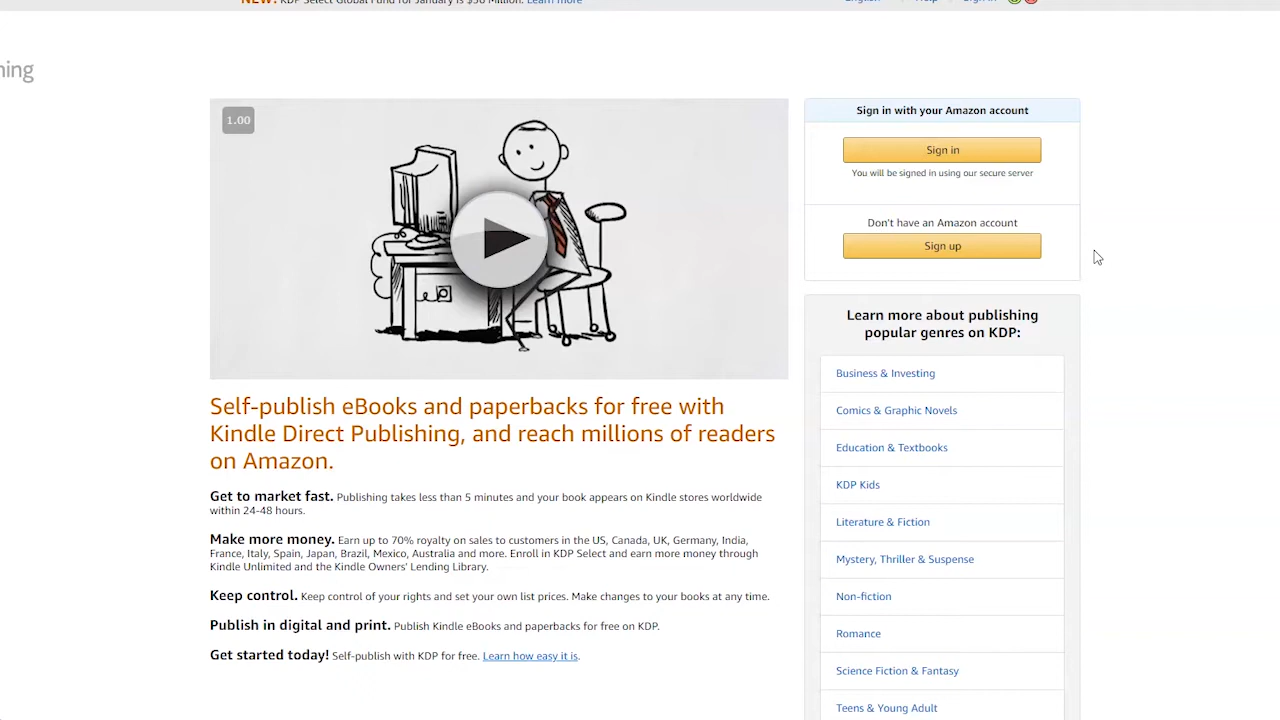 NEW! KDP Select Global Fund for January is $38 Million. Learn more
English Help Sign in
ning
1.00
Sign in with your Amazon account
Sign in
You will be signed in using our secure server
Don't have an Amazon account
Sign up
Learn more about publishing
popular genres on KDP:
Business & Investing
Comics & Graphic Novels
Education & Textbooks
KDP Kids
Literature & Fiction
Mystery, Thriller & Suspense
Non-fiction
Romance
Science Fiction & Fantasy
Teens & Young Adult
Self-publish eBooks and paperbacks for free with
Kindle Direct Publishing, and reach millions of readers
on Amazon.
Get to market fast. Publishing takes less than 5 minutes and your book appears on Kindle stores worldwide
within 24-48 hours.
Make more money. Earn up to 70% royalty on sales to customers in the US, Canada, UK, Germany, India,
France, Italy, Spain, Japan, Brazil, Mexico, Australia and more. Enroll in KDP Select and earn more money through
Kindle Unlimited and the Kindle Owners' Lending Library.
Keep control. Keep control of your rights and set your own list prices. Make changes to your books at any time.
Publish in digital and print. Publish Kindle eBooks and paperbacks for free on KDP.
Get started today! Self-publish with KDP for free. Learn how easy it is.